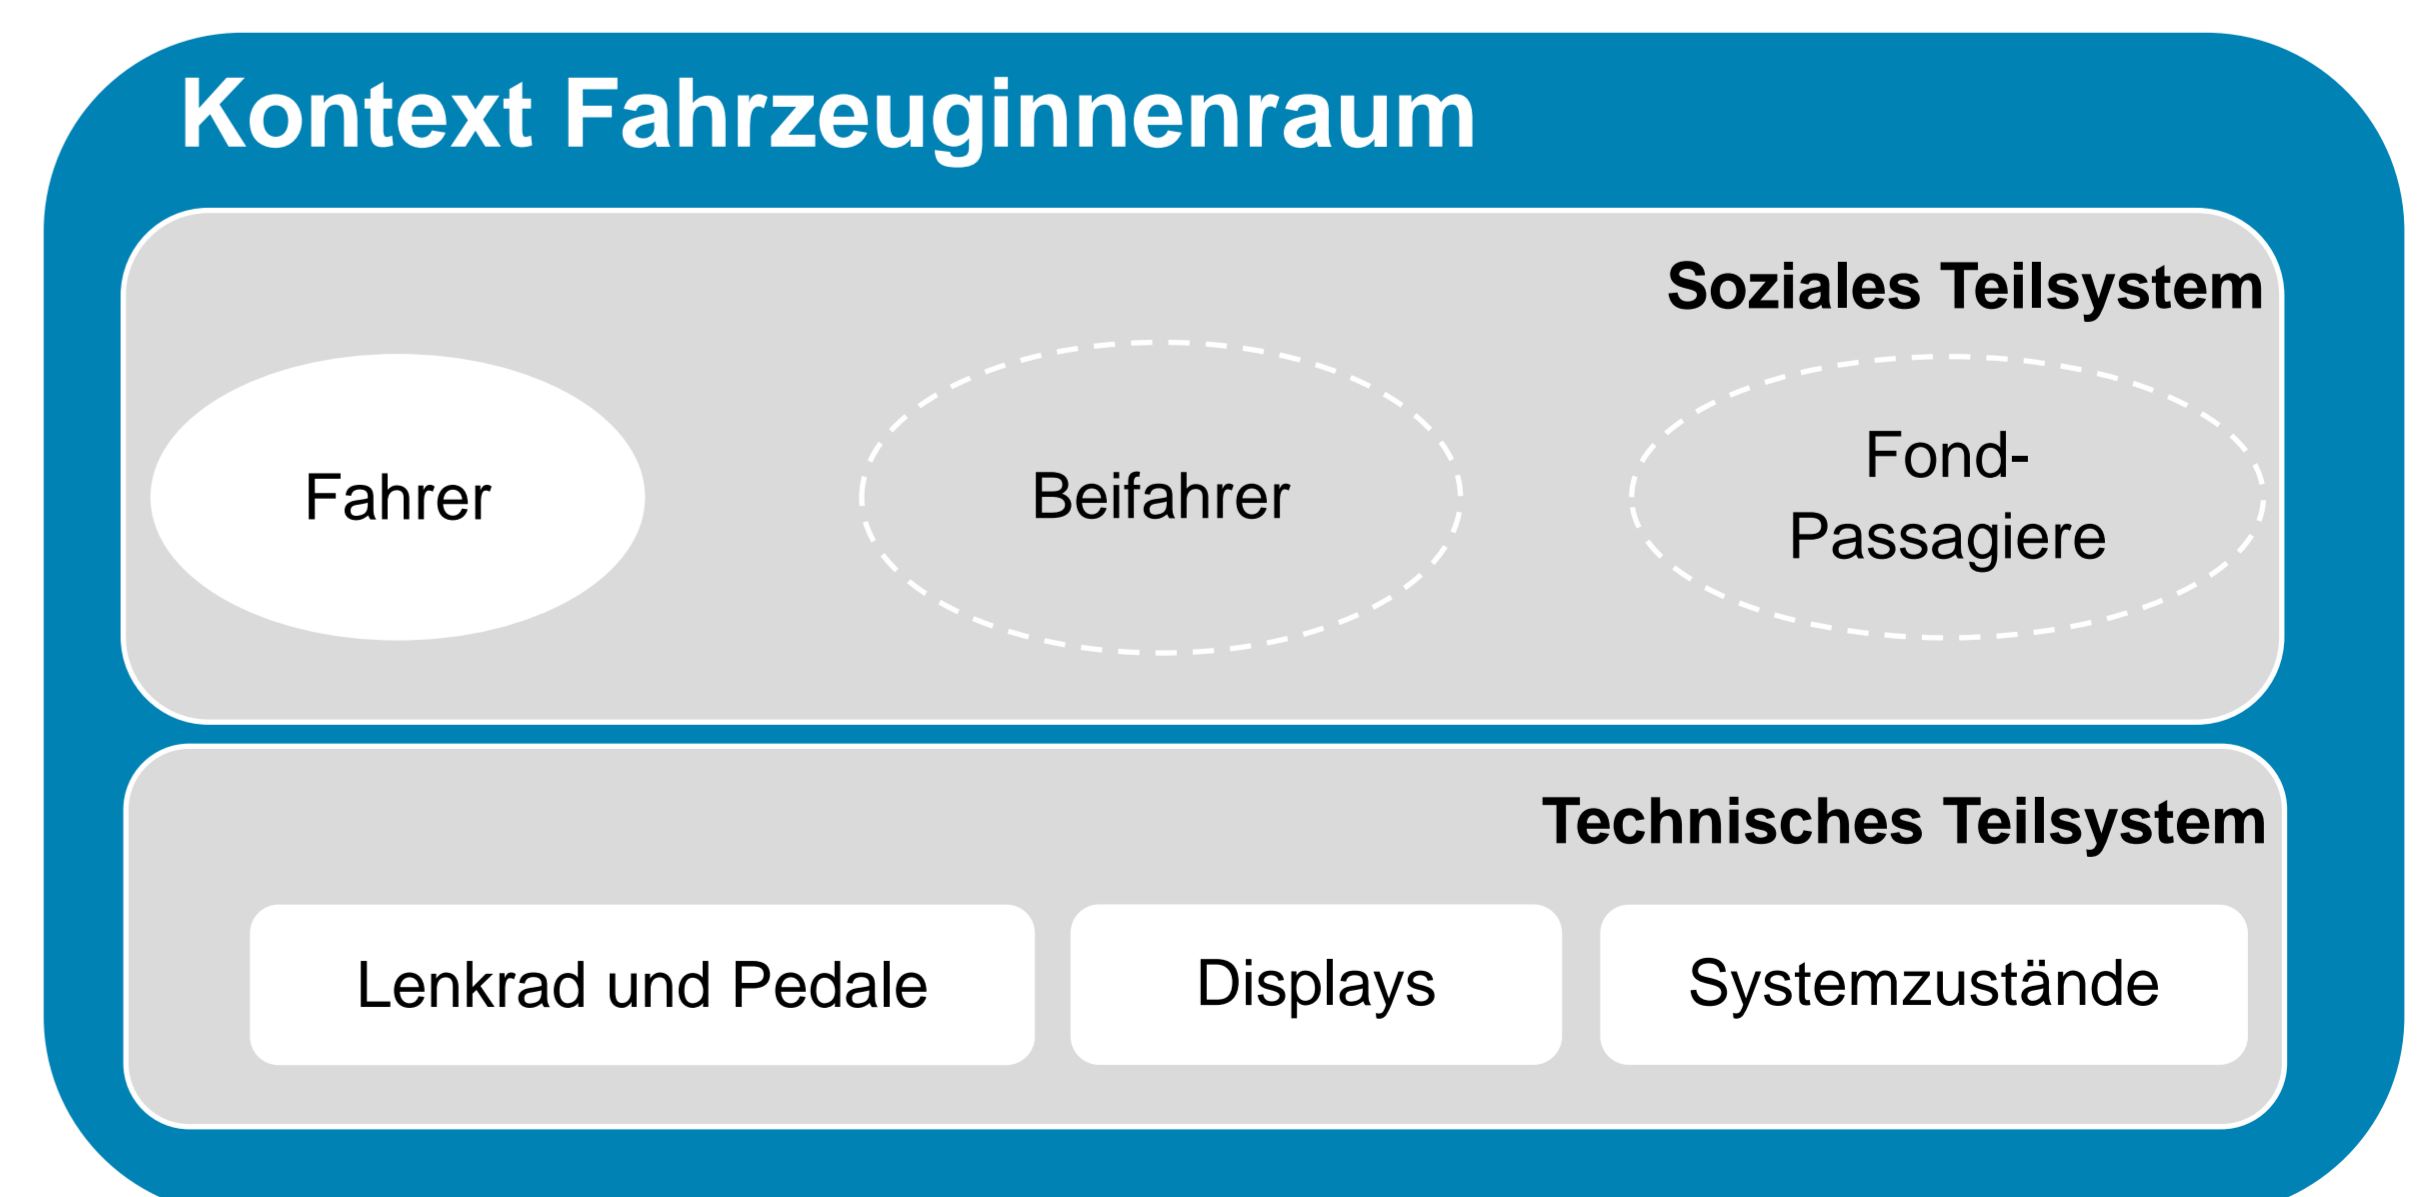 Kontext Fahrzeuginnenraum
Soziales Teilsystem
Fahrer
Beifahrer
Fond-
Passagiere
Technisches Teilsystem
Lenkrad und Pedale
Displays
Systemzustände